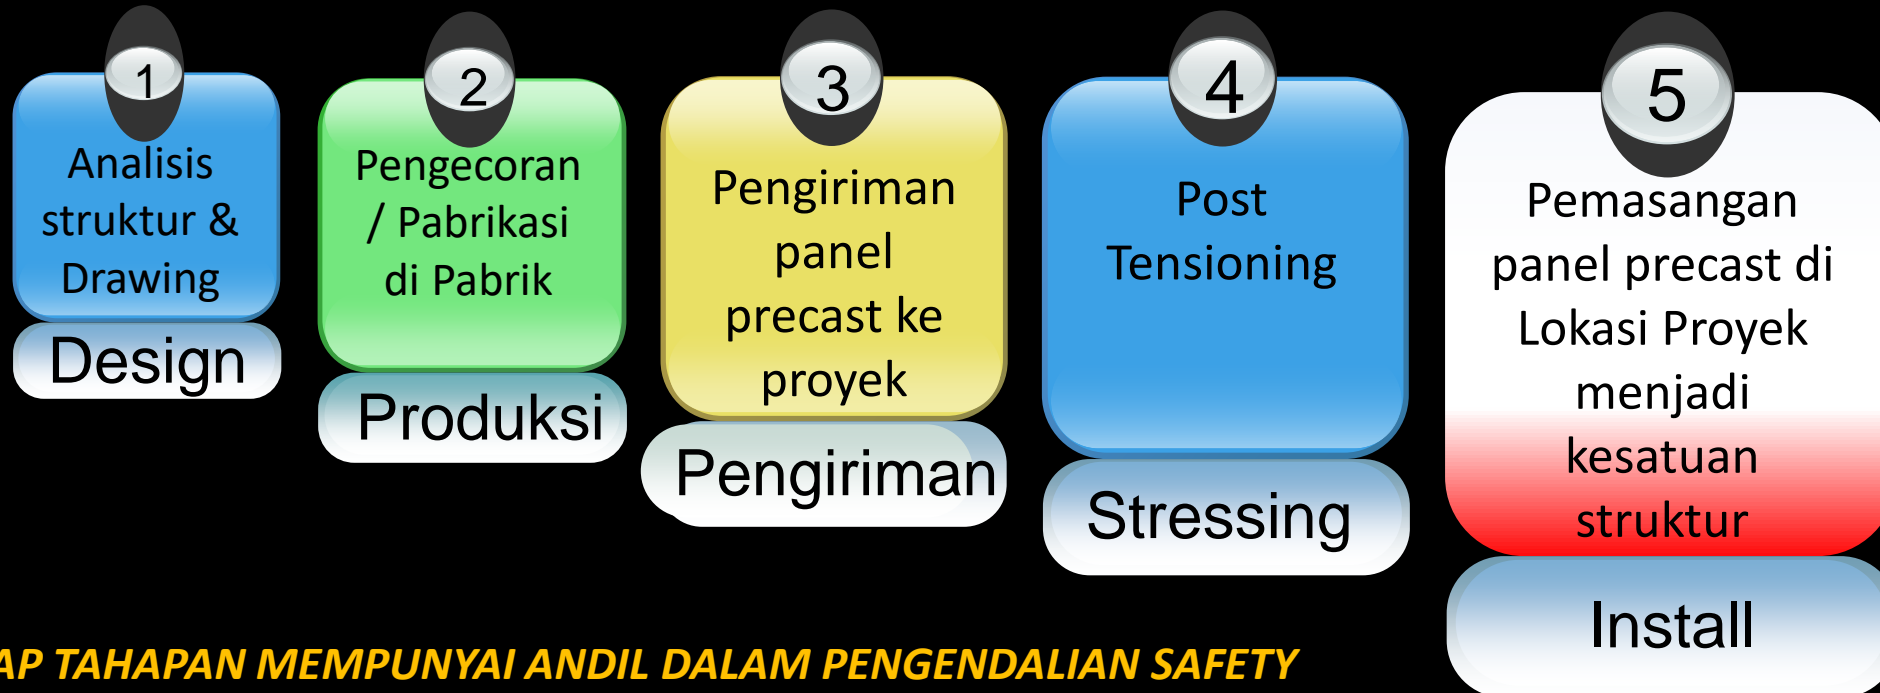 1
Analisis
struktur &
Drawing
Design
2
Pengecoran
/ Pabrikasi
di Pabrik
Produksi
3
Pengiriman
panel
precast ke
proyek
Pengiriman
4
Post
Tensioning
Stressing
5
Pemasangan
panel precast di
Lokasi Proyek
menjadi
kesatuan
struktur
Install
AP TAHAPAN MEMPUNYAI ANDIL DALAM PENGENDALIAN SAFETY